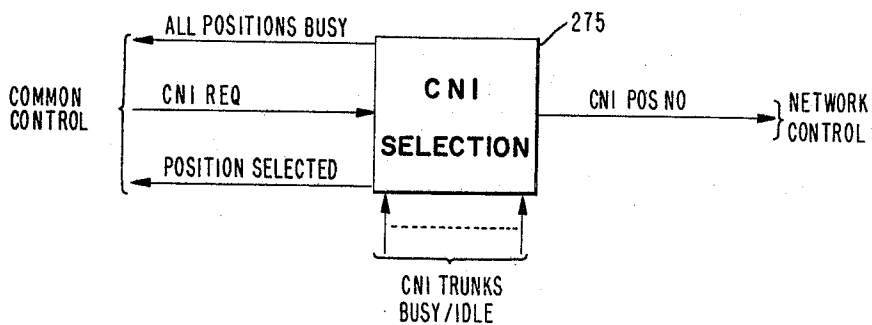 ALL POSITIONS BUSY
275
COMMON
CONTROL
CNI REQ
CNI
SELECTION
CNI POS NO
NETWORK
CONTROL
POSITION SELECTED
CNI TRUNKS
BUSY/IDLE